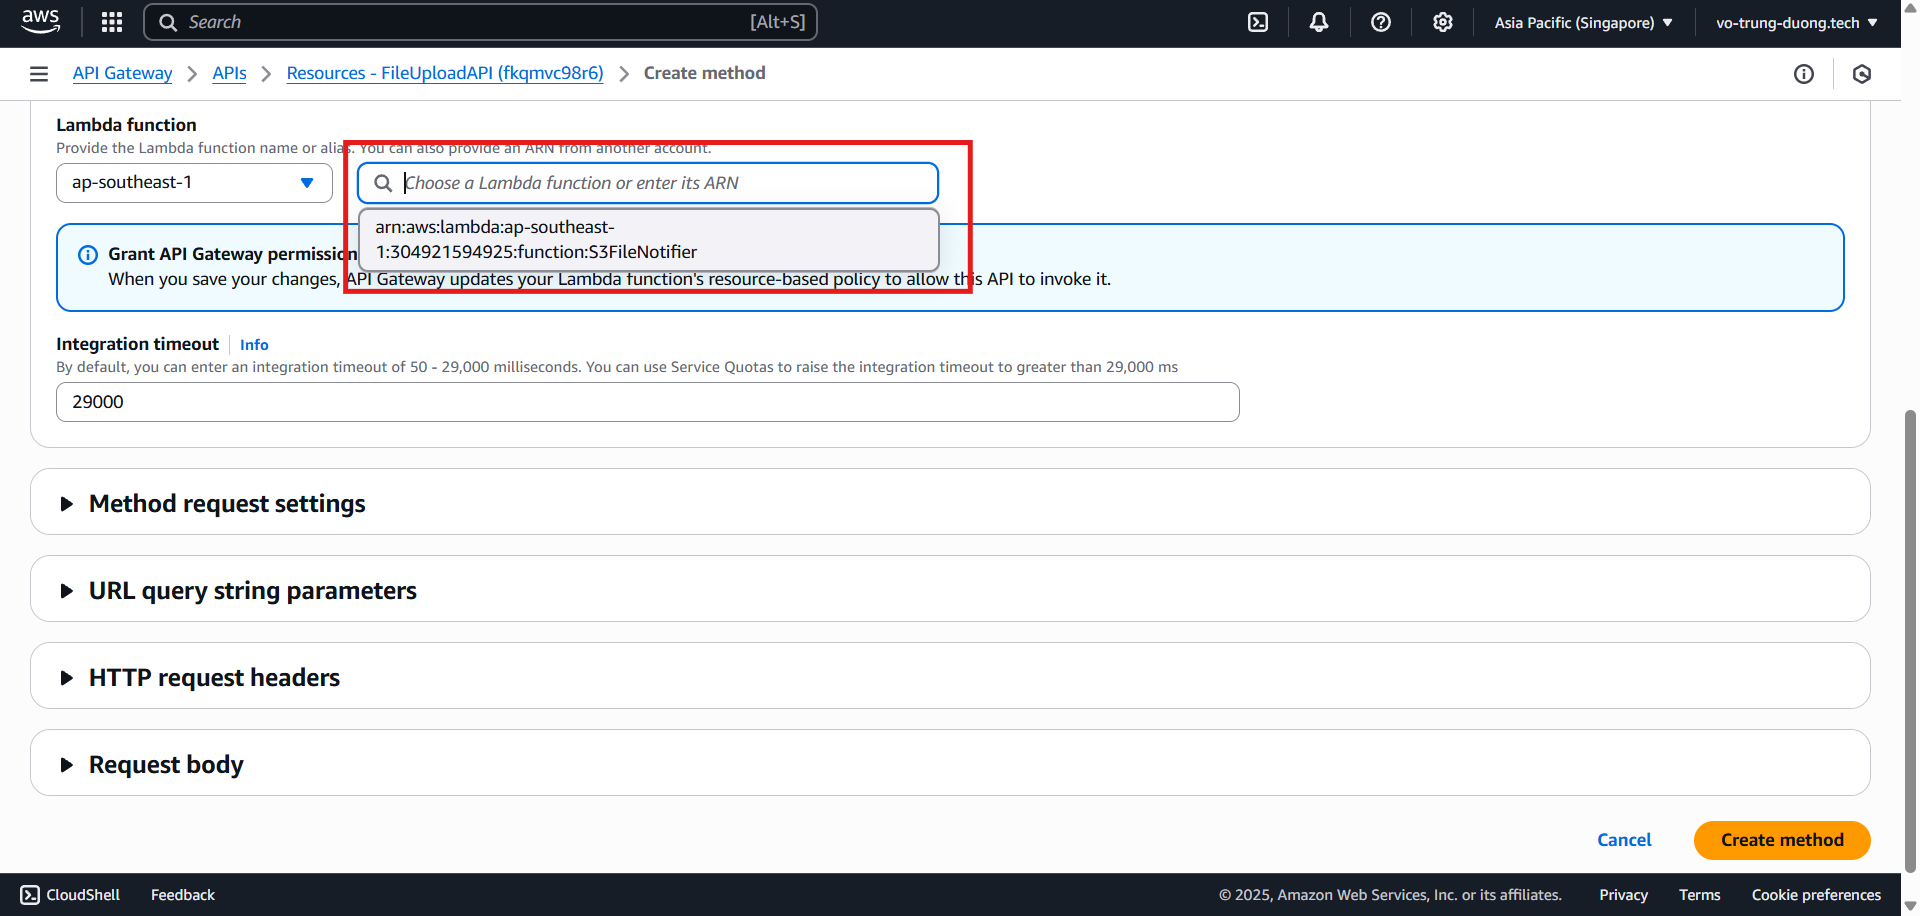 aws
Search
[Alt+S]
Asia Pacific (Singapore)
vo-trung-duong.tech
API Gateway
APIs
Resources - FileUploadAPI (fkqmvc98r6)
Create method
Lambda function
Provide the Lambda function name or alias. You can also provide an ARN from another account.
ap-southeast-1
Choose a Lambda function or enter its ARN
arn:aws:lambda:ap-southeast-
1:304921594925:function:S3FileNotifier
Grant API Gateway permission
When you save your changes, API Gateway updates your Lambda function's resource-based policy to allow this API to invoke it.
Integration timeout
Info
By default, you can enter an integration timeout of 50 - 29,000 milliseconds. You can use Service Quotas to raise the integration timeout to greater than 29,000 ms
29000
Method request settings
URL query string parameters
HTTP request headers
Request body
Cancel
Create method
CloudShell
Feedback
© 2025, Amazon Web Services, Inc. or its affiliates.
Privacy
Terms
Cookie preferences